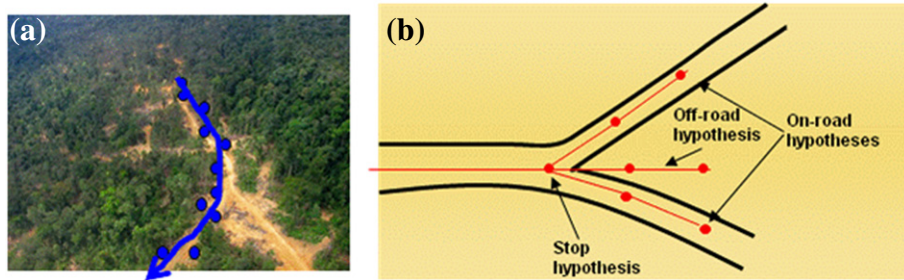 (a)
(b)
Off-road
hypothesis
On-road
hypotheses
Stop
hypothesis